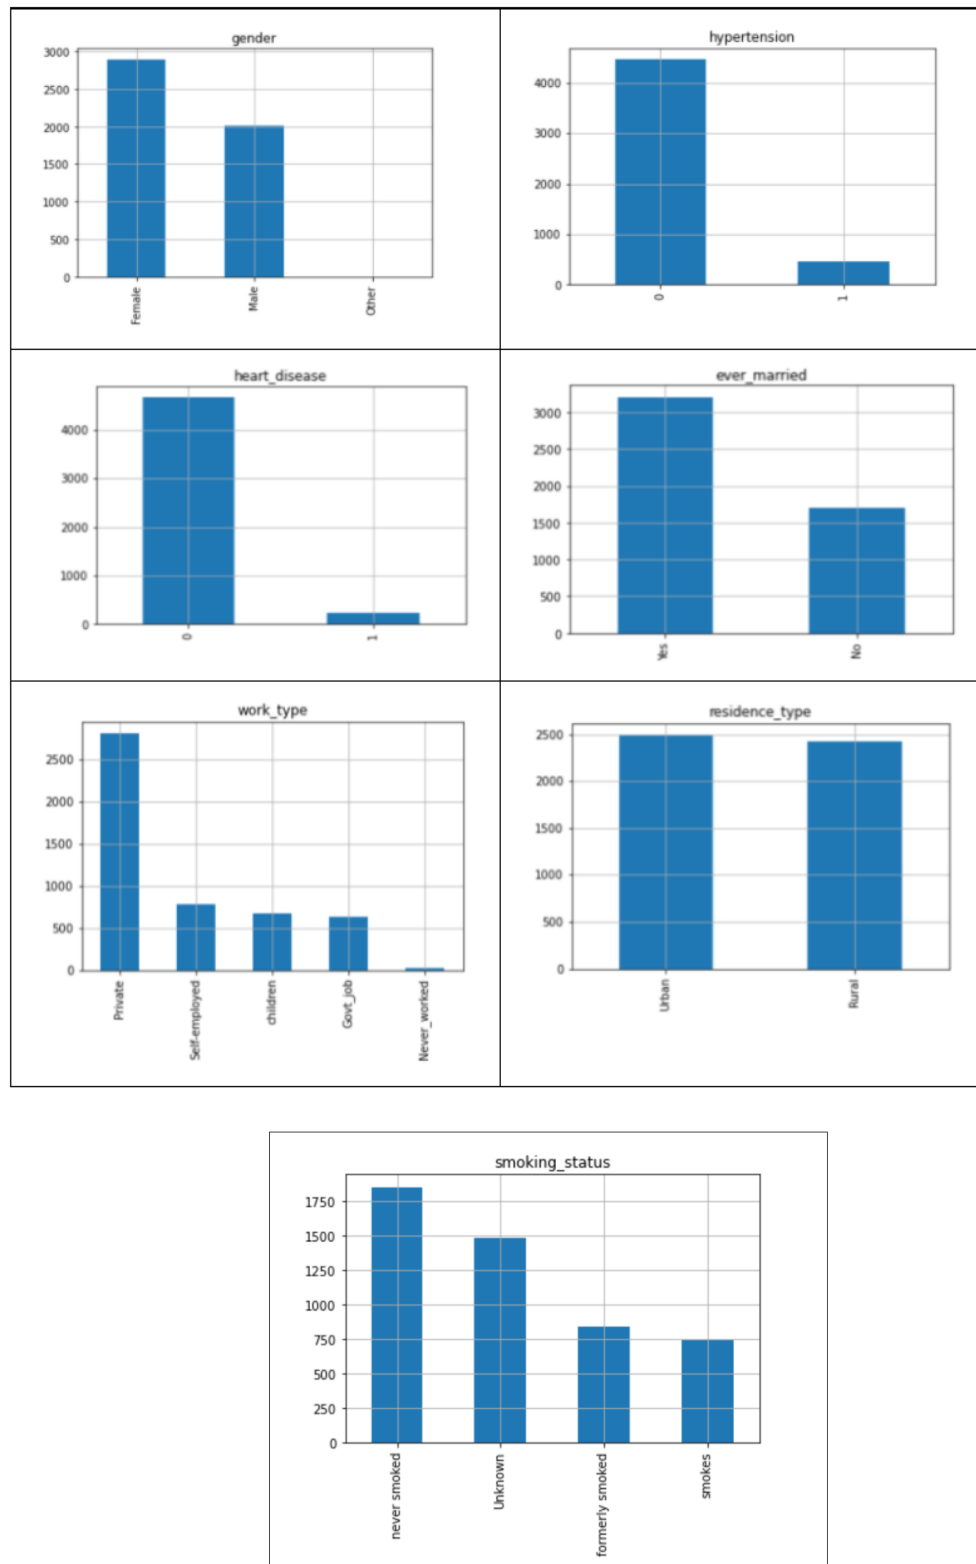 gender
3000
2500
2000
1500
1000
500
0
Female
Male
Other
hypertension
4000
3000
2000
1000
0
0
1
heart_disease
4000
3000
2000
1000
0
0
1
ever_married
3000
2500
2000
1500
1000
500
0
Yes
No
work_type
2500
2000
1500
1000
500
0
Private
Self-employed
children
Govt_job
Never_worked
residence_type
2500
2000
1500
1000
500
0
Urban
Rural
smoking_status
1750
1500
1250
1000
750
500
250
0
never smoked
Unknown
formerly smoked
smokes